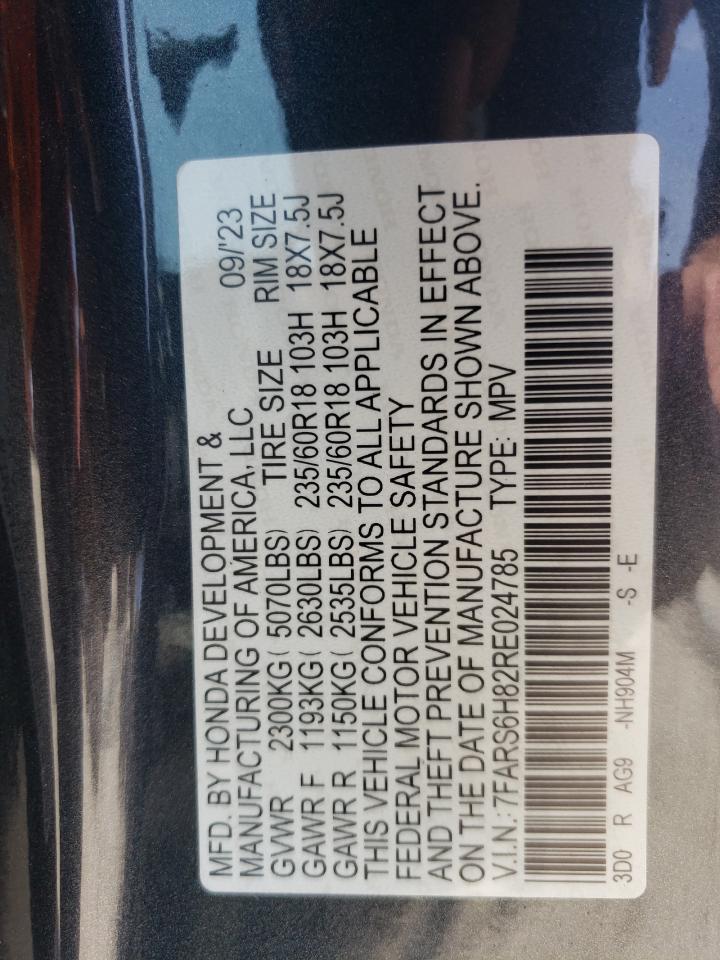 MFD. BY HONDA DEVELOPMENT &
MANUFACTURING OF AMERICA, LLC 09/'23
GVWR 2300KG( 5070LBS) TIRE SIZE RIM SIZE
GAWR F 1193KG( 2630LBS) 235/60R18 103H 18X7.5J
GAWR R 1150KG( 2535LBS) 235/60R18 103H 18X7.5J
THIS VEHICLE CONFORMS TO ALL APPLICABLE
FEDERAL MOTOR VEHICLE SAFETY
AND THEFT PREVENTION STANDARDS IN EFFECT
ON THE DATE OF MANUFACTURE SHOWN ABOVE.
V.I.N.: 7FARS6H82RE024785 TYPE: MPV
3D0 R AG9 -NH904M -S -E